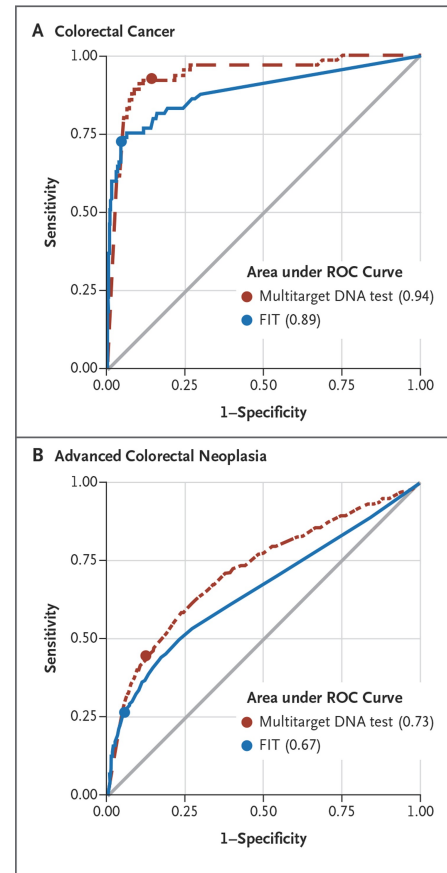 A Colorectal Cancer
1.00
0.75
0.50
0.25
0.00
Sensitivity
Area under ROC Curve
Multitarget DNA test (0.94)
FIT (0.89)
0.00 0.25 0.50 0.75 1.00
1–Specificity
B Advanced Colorectal Neoplasia
1.00
0.75
0.50
0.25
0.00
Sensitivity
Area under ROC Curve
Multitarget DNA test (0.73)
FIT (0.67)
0.00 0.25 0.50 0.75 1.00
1–Specificity